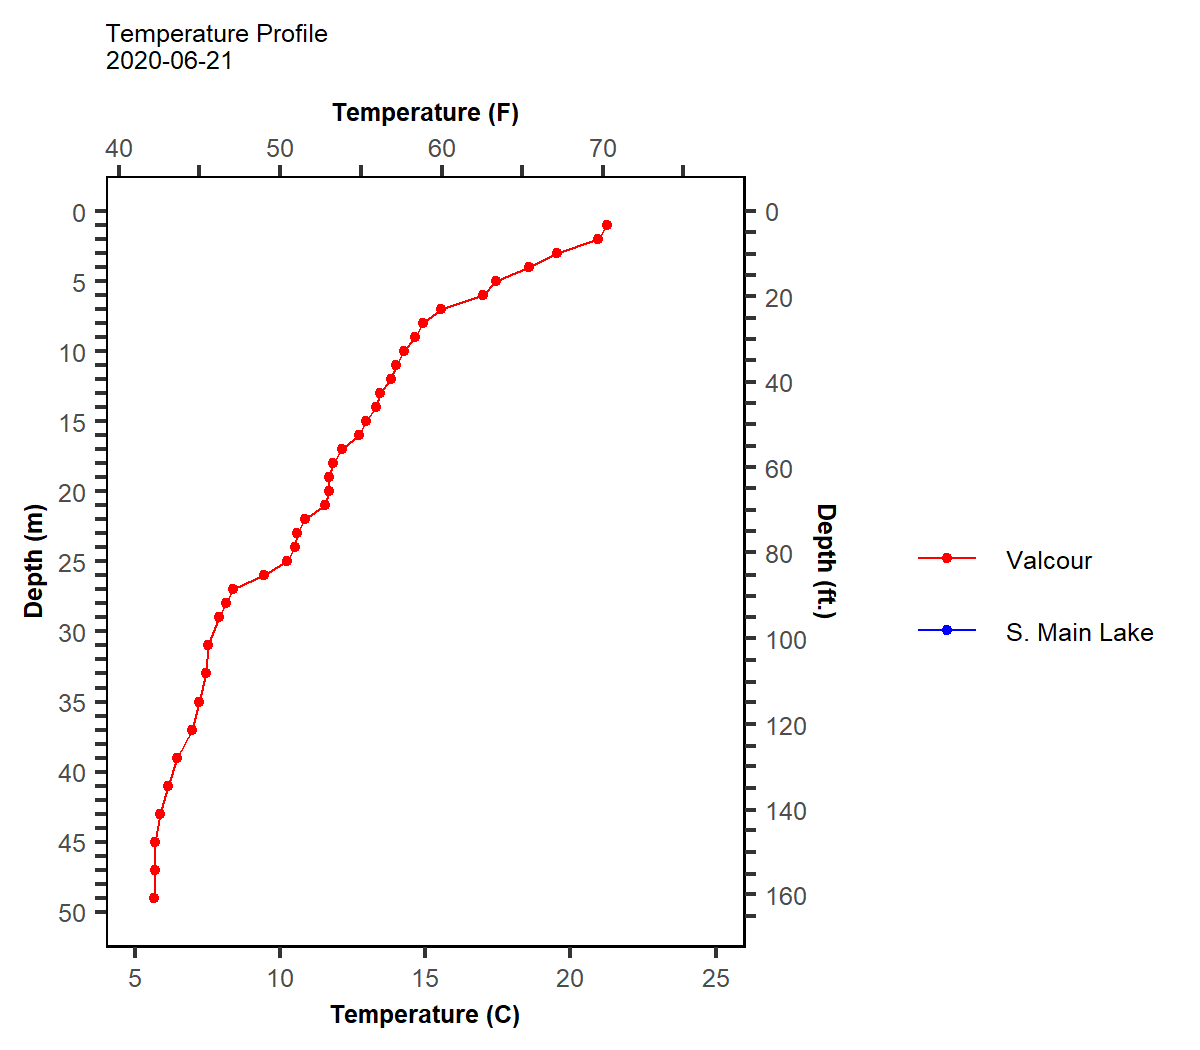 Temperature Profile
2020-06-21
Temperature (F)
40 50 60 70
0 0
5
20
10
40
15
60
20
Depth (m) Depth (ft.)
80
25
Valcour
30
100
S. Main Lake
35
120
40
140
45
160
50
5 10 15 20 25
Temperature (C)